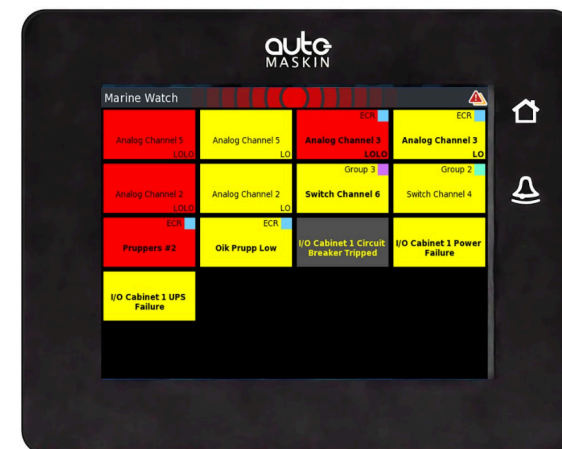 auto
MASKIN
Marine Watch
Analog Channel 5
LOLO
Analog Channel 5
LO
ECR
Analog Channel 3
LOLO
ECR
Analog Channel 3
LO
Analog Channel 2
LOLO
Analog Channel 2
LO
Group 3
Switch Channel 6
Group 2
Switch Channel 4
ECR
Pruppers #2
ECR
Oik Prupp Low
I/O Cabinet 1 Circuit
Breaker Tripped
I/O Cabinet 1 Power
Failure
I/O Cabinet 1 UPS
Failure